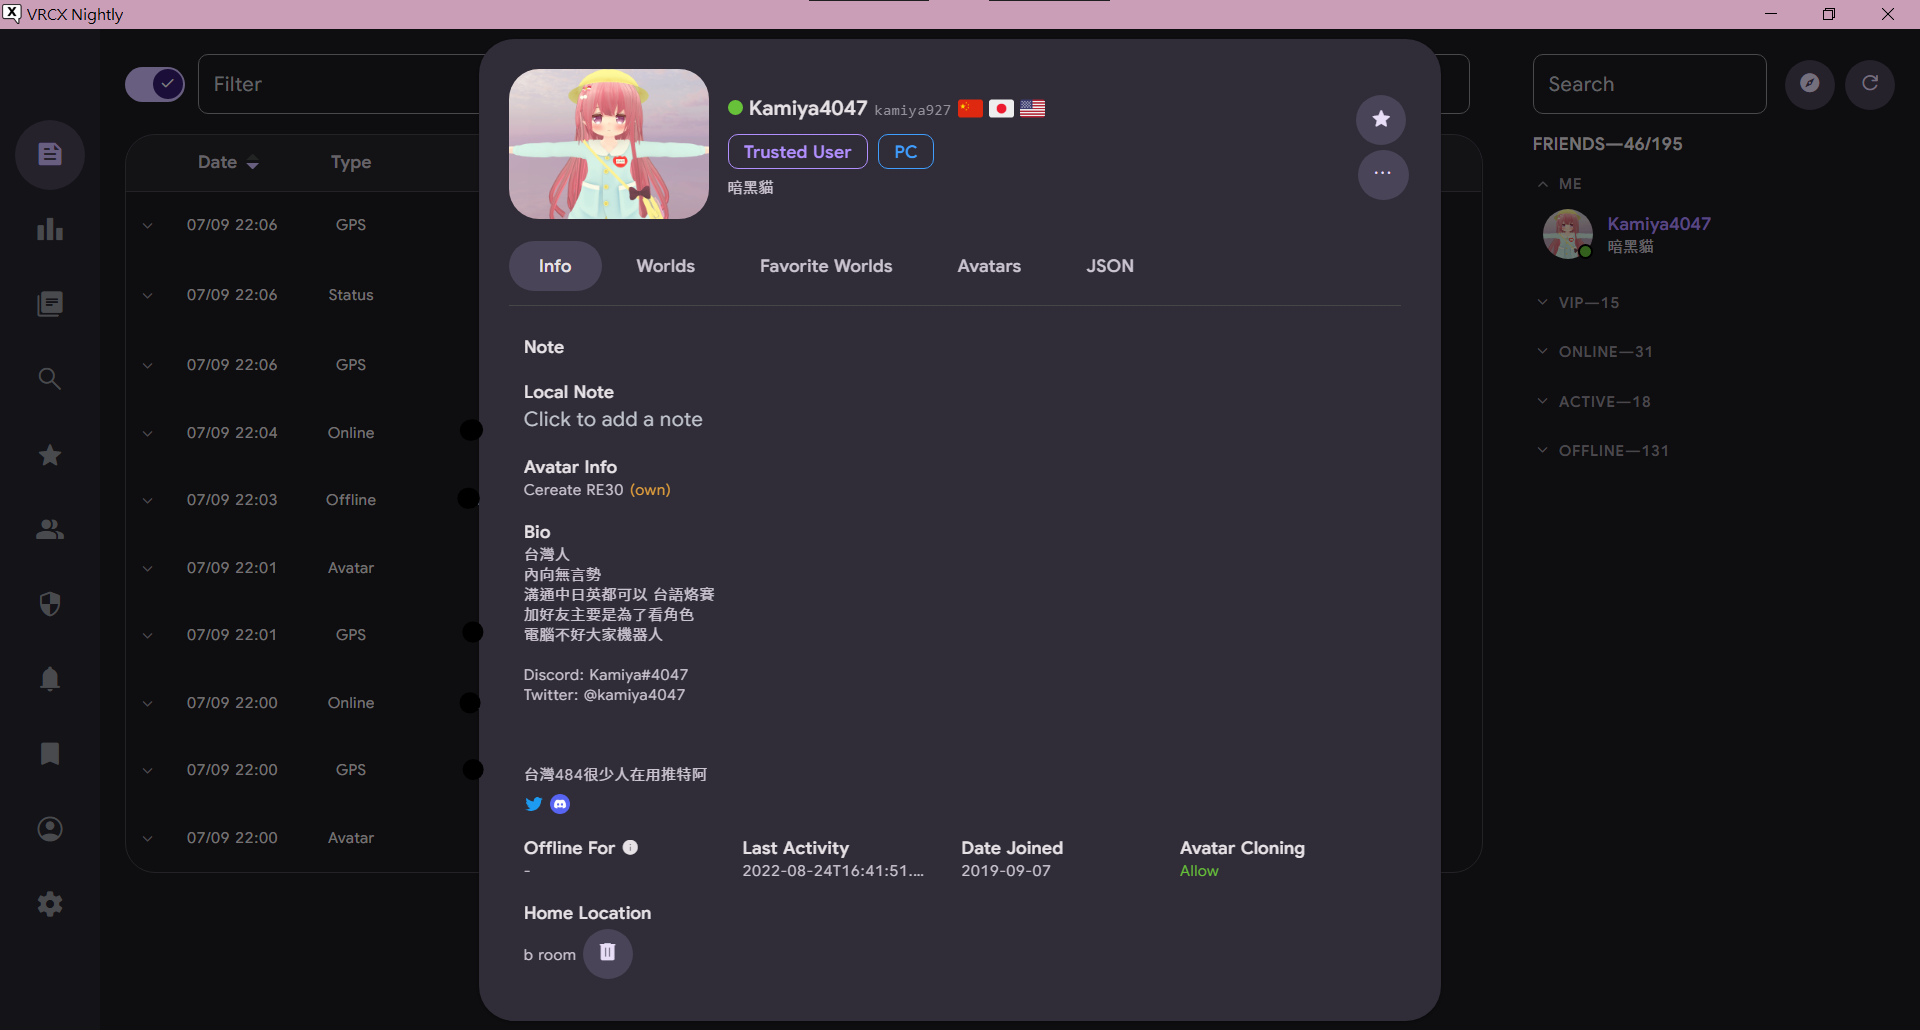 VRCX Nightly
Filter
Search
Date
Type
07/09 22:06
GPS
07/09 22:06
Status
07/09 22:06
GPS
07/09 22:04
Online
07/09 22:03
Offline
07/09 22:01
Avatar
07/09 22:01
GPS
07/09 22:00
Online
07/09 22:00
GPS
07/09 22:00
Avatar
Kamiya4047 kamiya927
Trusted User
PC
暗黑貓
Info
Worlds
Favorite Worlds
Avatars
JSON
Note
Local Note
Click to add a note
Avatar Info
Cereate RE30 (own)
Bio
台灣人
內向無言勢
溝通中日英都可以 台語烙賽
加好友主要是為了看角色
電腦不好大家機器人
Discord: Kamiya#4047
Twitter: @kamiya4047
台灣484很少人在用推特阿
Offline For
-
Last Activity
2022-08-24T16:41:51....
Date Joined
2019-09-07
Avatar Cloning
Allow
Home Location
b room
FRIENDS—46/195
ME
Kamiya4047
暗黑貓
VIP—15
ONLINE—31
ACTIVE—18
OFFLINE—131